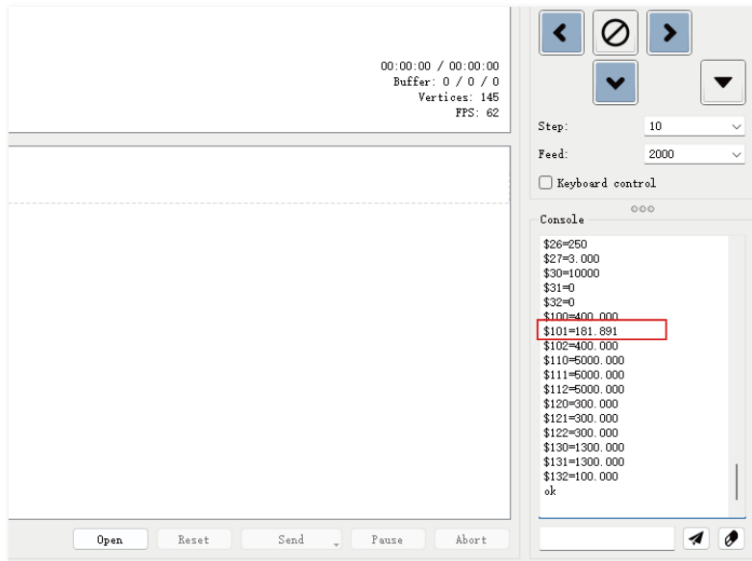 00:00:00 / 00:00:00
Buffer: 0 / 0 / 0
Vertices: 145
FPS: 62
Step: 10
Feed: 2000
Keyboard control
Console
$26=250
$27=3.000
$30=10000
$31=0
$32=0
$100=400.000
$101=181.891
$102=400.000
$110=5000.000
$111=5000.000
$112=5000.000
$120=300.000
$121=300.000
$122=300.000
$130=1300.000
$131=1300.000
$132=100.000
ok
Open Reset Send Pause Abort